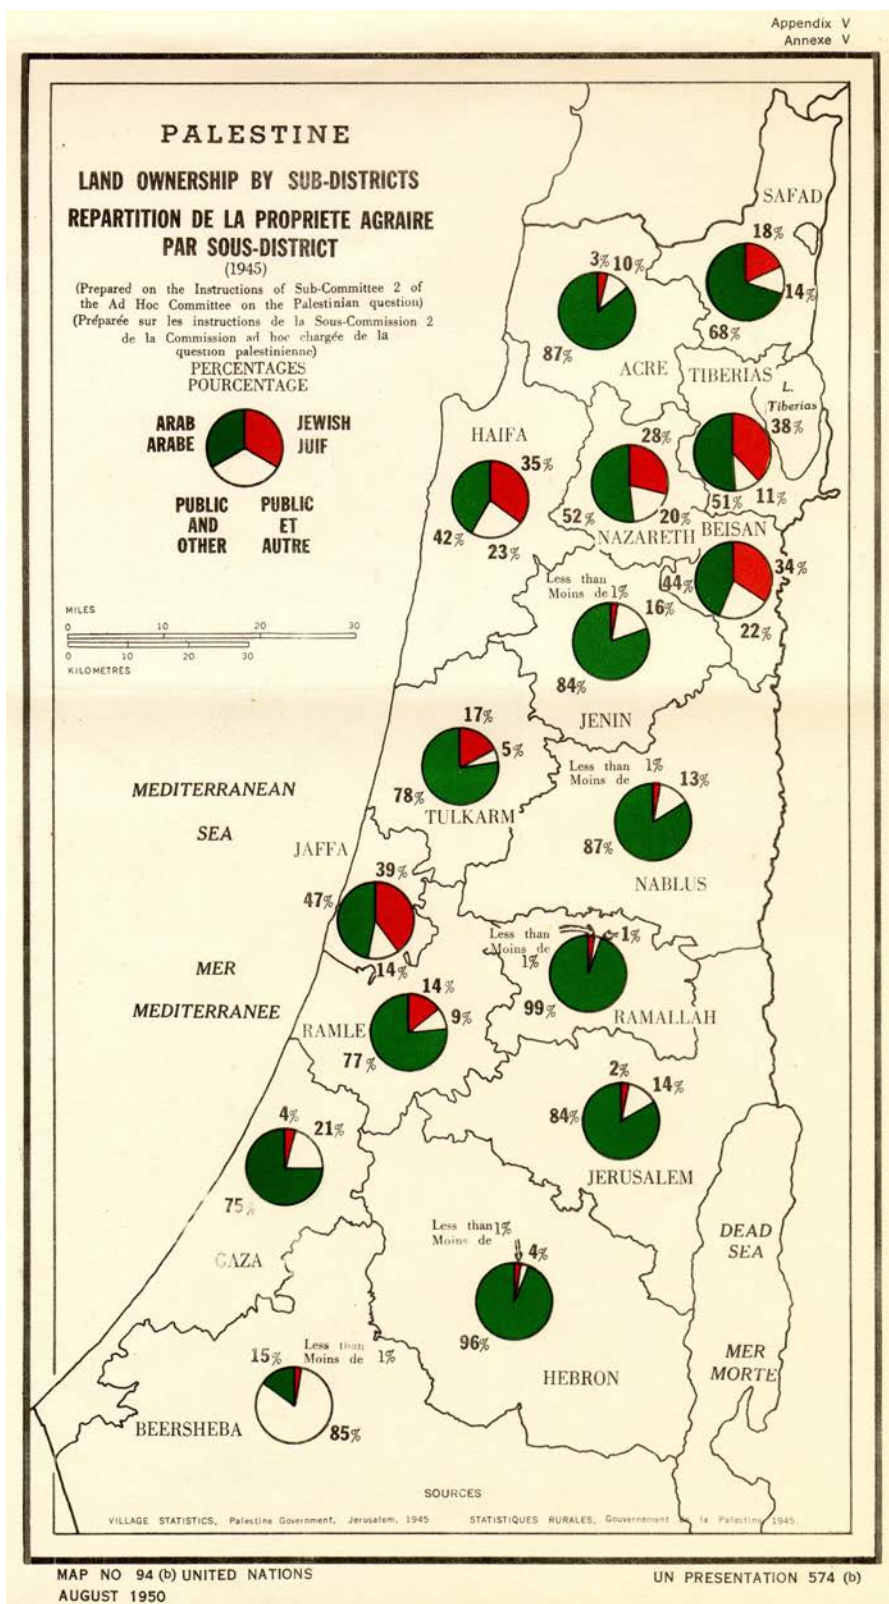 Appendix V
Annexe V
PALESTINE
LAND OWNERSHIP BY SUB-DISTRICTS
REPARTITION DE LA PROPRIETE AGRAIRE
PAR SOUS-DISTRICT
(1945)
(Prepared on the Instructions of Sub-Committee 2 of
the Ad Hoc Committee on the Palestinian question)
(Préparée sur les instructions de la Sous-Commission 2
de la Commission ad hoc chargée de la
question palestinienne)
PERCENTAGES
POURCENTAGE
ARAB
ARABE
JEWISH
JUIF
PUBLIC
AND
OTHER
PUBLIC
ET
AUTRE
MILES
0 10 20 30
0 10 20 30
KILOMETRES
SAFAD
18%
14%
68%
3% 10%
87%
ACRE
TIBERIAS
L.
Tiberias
38%
51% 11%
HAIFA
35%
42%
23%
28%
52% 20%
NAZARETH
BEISAN
34%
44%
22%
Less than
Moins de 1%
16%
84%
JENIN
17%
5%
78%
TULKARM
Less than 1%
Moins de
13%
87%
NABLUS
MEDITERRANEAN
SEA
JAFFA
39%
47%
14%
Less than
Moins de
1%
1%
99%
RAMALLAH
MER
MEDITERRANEE
14%
RAMLE 9%
77%
2%
14%
84%
JERUSALEM
4%
21%
75%
GAZA
Less than 1%
Moins de
4%
96%
HEBRON
DEAD
SEA
MER
MORTE
15%
Less than
Moins de 1%
BEERSHEBA
85%
SOURCES
VILLAGE STATISTICS, Palestine Government, Jerusalem, 1945
STATISTIQUES RURALES, Gouvernement de la Palestine, 1945.
MAP NO 94 (b) UNITED NATIONS
AUGUST 1950
UN PRESENTATION 574 (b)